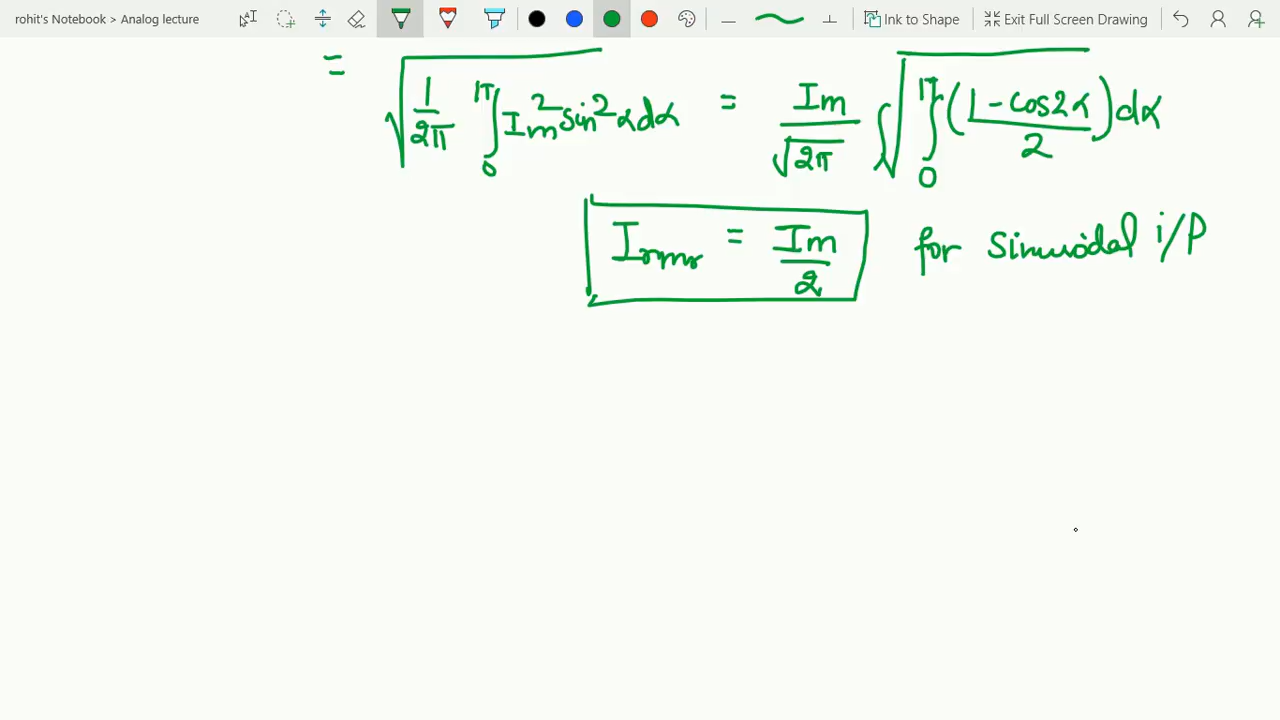 rohit's Notebook > Analog lecture
Ink to Shape
Exit Full Screen Drawing
= √(1/2π ∫₀^π Im² sin²α dα) = Im/√2π √(∫₀^π (1-cos2α/2) dα)
Irms = Im/2 for Sinusoidal i/P